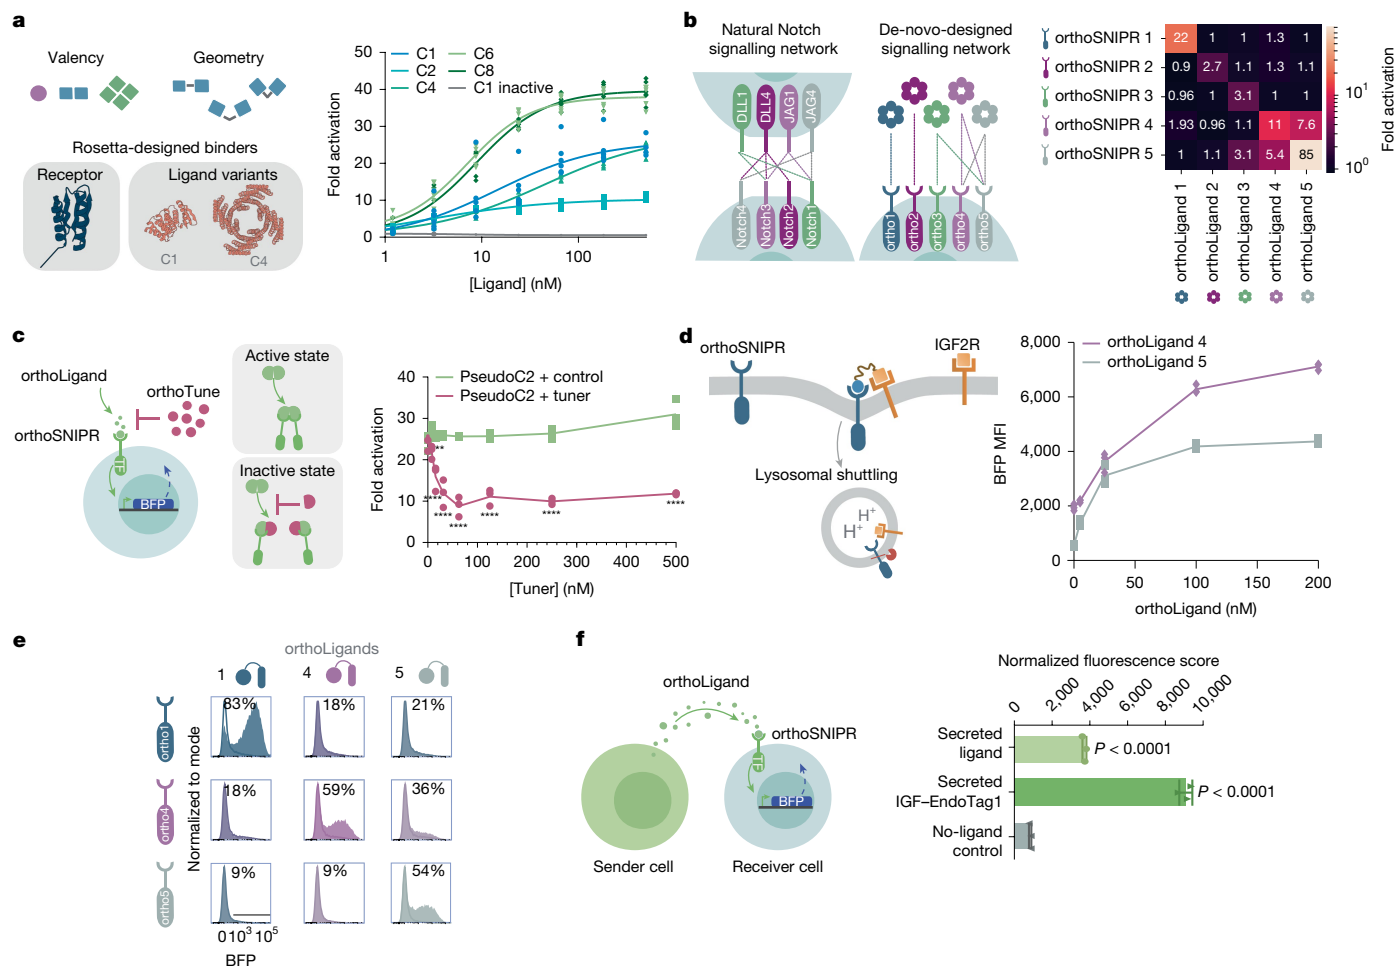 a
Valency
Geometry
Rosetta-designed binders
Receptor
Ligand variants
C1
C4
Fold activation
50
40
30
20
10
0
C1
C2
C4
C6
C8
C1 inactive
1
10
100
[Ligand] (nM)
b
Natural Notch
signalling network
De-novo-designed
signalling network
DLL1
DLL4
JAG1
JAG4
Notch4
Notch3
Notch2
Notch1
ortho1
ortho2
ortho3
ortho4
ortho5
orthoSNIPR 1
22 1 1 1.3 1
orthoSNIPR 2
0.9 2.7 1.1 1.3 1.1
orthoSNIPR 3
0.96 1 3.1 1 1
orthoSNIPR 4
1.93 0.96 1.1 11 7.6
orthoSNIPR 5
1 1.1 3.1 5.4 85
orthoLigand 1
orthoLigand 2
orthoLigand 3
orthoLigand 4
orthoLigand 5
10¹
10⁰
Fold activation
c
orthoLigand
orthoTune
orthoSNIPR
TF
BFP
Active state
Inactive state
Fold activation
40
30
20
10
0
PseudoC2 + control
PseudoC2 + tuner
**
****
****
****
****
****
****
0
100
200
300
400
500
[Tuner] (nM)
d
orthoSNIPR
IGF2R
Lysosomal shuttling
H⁺
H⁺
BFP MFI
8,000
6,000
4,000
2,000
0
orthoLigand 4
orthoLigand 5
0
50
100
150
200
orthoLigand (nM)
e
orthoLigands
1
4
5
Normalized to mode
ortho1
83%
18%
21%
ortho4
18%
59%
36%
ortho5
9%
9%
54%
0 10³ 10⁵
BFP
f
orthoLigand
orthoSNIPR
TF
BFP
Sender cell
Receiver cell
Normalized fluorescence score
0
2,000
4,000
6,000
8,000
10,000
Secreted
ligand
P < 0.0001
Secreted
IGF–EndoTag1
P < 0.0001
No-ligand
control